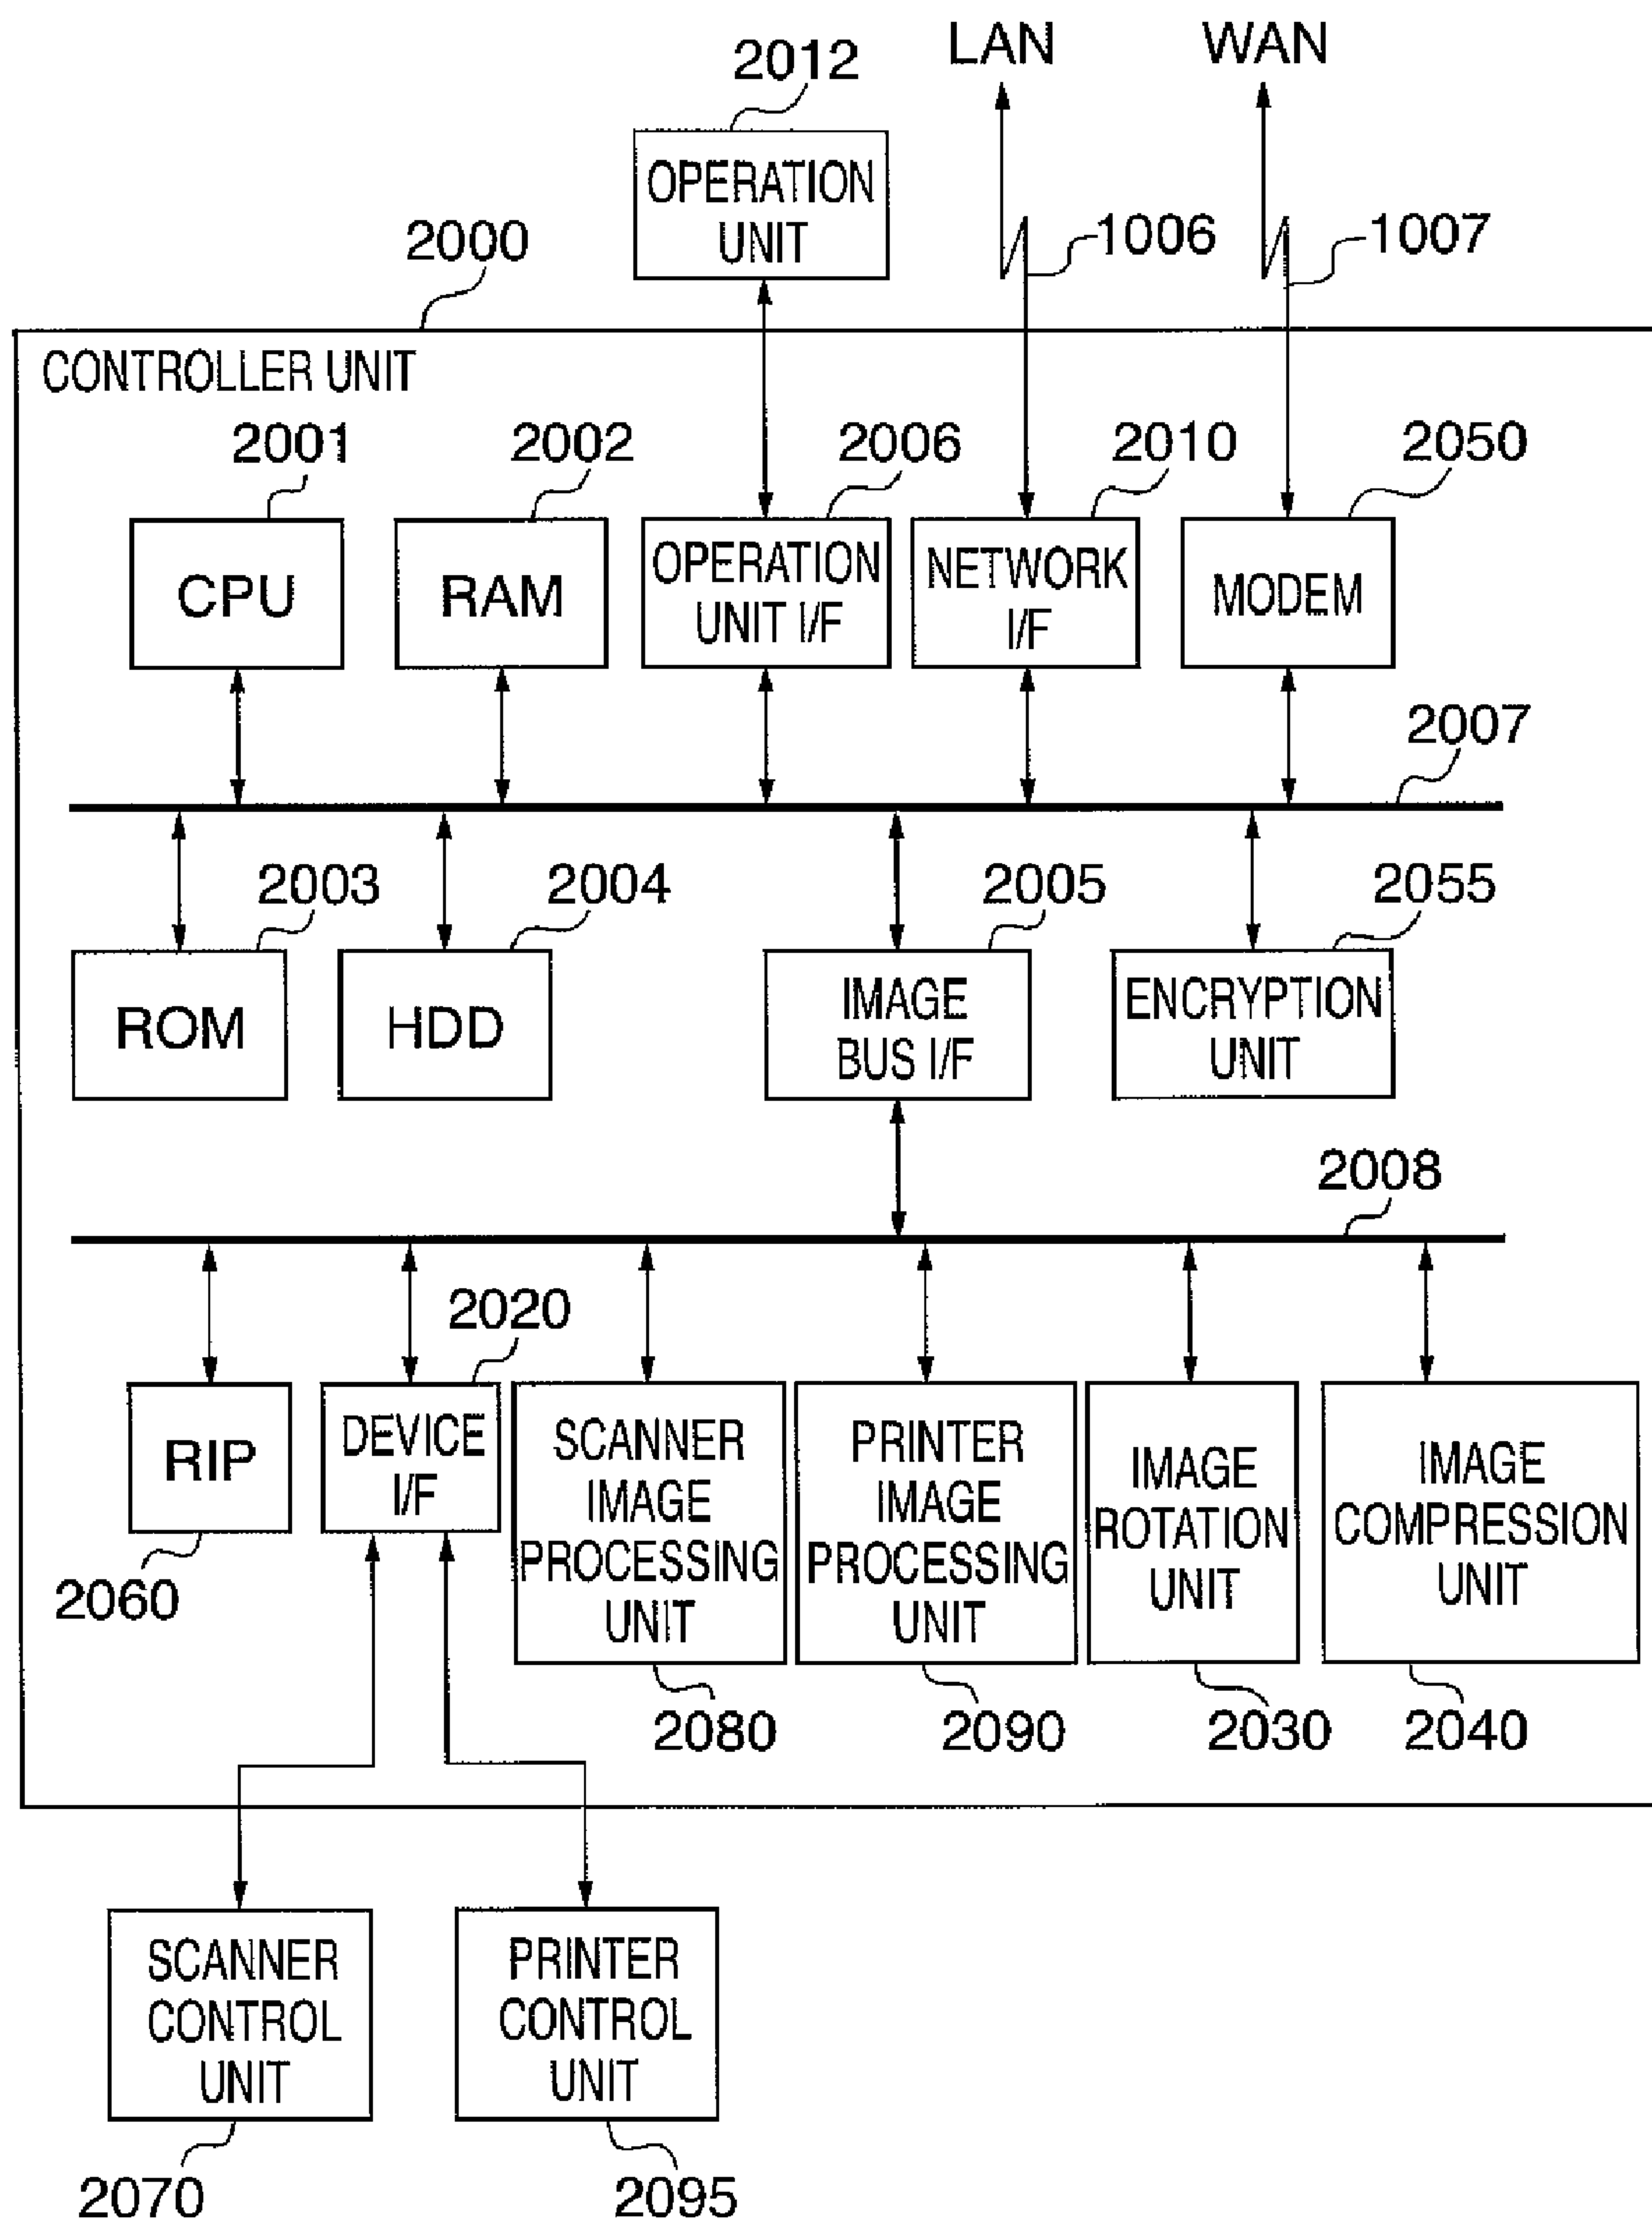 LAN
WAN
2012
OPERATION
UNIT
2000
1006
1007
CONTROLLER UNIT
2001
2002
2006
2010
2050
CPU
RAM
OPERATION
UNIT I/F
NETWORK
I/F
MODEM
2007
2003
2004
2005
2055
ROM
HDD
IMAGE
BUS I/F
ENCRYPTION
UNIT
2008
2020
RIP
DEVICE
I/F
SCANNER
IMAGE
PROCESSING
UNIT
PRINTER
IMAGE
PROCESSING
UNIT
IMAGE
ROTATION
UNIT
IMAGE
COMPRESSION
UNIT
2060
2080
2090
2030
2040
SCANNER
CONTROL
UNIT
PRINTER
CONTROL
UNIT
2070
2095